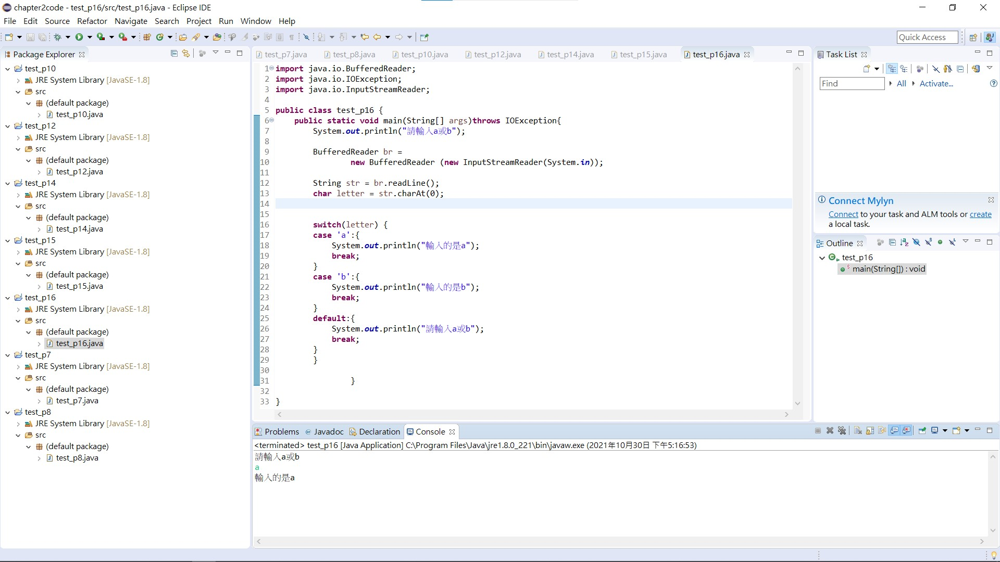 chapter2code - test_p16/src/test_p16.java - Eclipse IDE
File Edit Source Refactor Navigate Search Project Run Window Help
Quick Access
Package Explorer
test_p10
JRE System Library [JavaSE-1.8]
src
(default package)
test_p10.java
test_p12
JRE System Library [JavaSE-1.8]
src
(default package)
test_p12.java
test_p14
JRE System Library [JavaSE-1.8]
src
(default package)
test_p14.java
test_p15
JRE System Library [JavaSE-1.8]
src
(default package)
test_p15.java
test_p16
JRE System Library [JavaSE-1.8]
src
(default package)
test_p16.java
test_p7
JRE System Library [JavaSE-1.8]
src
(default package)
test_p7.java
test_p8
JRE System Library [JavaSE-1.8]
src
(default package)
test_p8.java
test_p7.java test_p8.java test_p10.java test_p12.java test_p14.java test_p15.java test_p16.java
1 import java.io.BufferedReader;
2 import java.io.IOException;
3 import java.io.InputStreamReader;
4
5 public class test_p16 {
6 public static void main(String[] args)throws IOException{
7 System.out.println("請輸入a或b");
8
9 BufferedReader br =
10 new BufferedReader (new InputStreamReader(System.in));
11
12 String str = br.readLine();
13 char letter = str.charAt(0);
14
15
16 switch(letter) {
17 case 'a':{
18 System.out.println("輸入的是a");
19 break;
20 }
21 case 'b':{
22 System.out.println("輸入的是b");
23 break;
24 }
25 default:{
26 System.out.println("請輸入a或b");
27 break;
28 }
29 }
30
31 }
32
33 }
Task List
Find All Activate...
Connect Mylyn
Connect to your task and ALM tools or create
a local task.
Outline
test_p16
main(String[]) : void
Problems @ Javadoc Declaration Console
<terminated> test_p16 [Java Application] C:\Program Files\Java\jre1.8.0_221\bin\javaw.exe (2021年10月30日 下午5:16:53)
請輸入a或b
a
輸入的是a